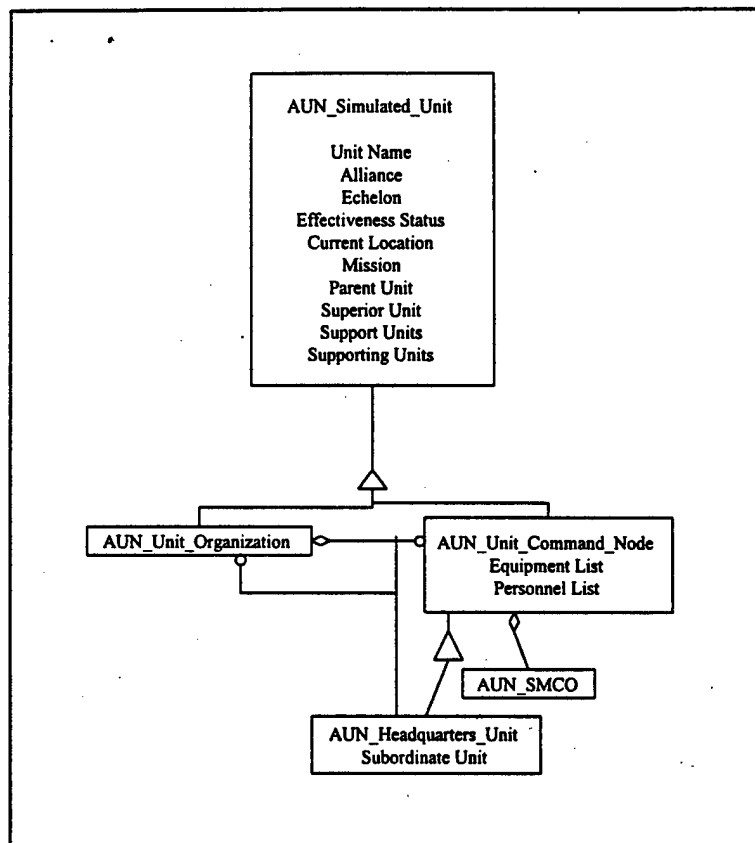 AUN_Simulated_Unit
Unit Name
Alliance
Echelon
Effectiveness Status
Current Location
Mission
Parent Unit
Superior Unit
Support Units
Supporting Units
AUN_Unit_Organization
AUN_Unit_Command_Node
Equipment List
Personnel List
AUN_SMCO
AUN_Headquarters_Unit
Subordinate Unit